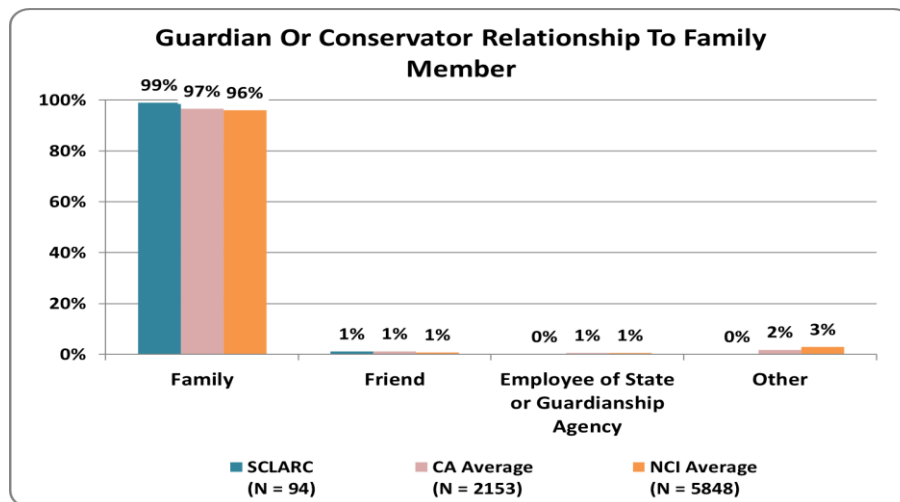 Guardian Or Conservator Relationship To Family
Member
99%
97%
96%
100%
80%
60%
40%
20%
0%
1%
1%
1%
0%
1%
1%
0%
2%
3%
Family
Friend
Employee of State
or Guardianship
Agency
Other
SCLARC
(N = 94)
CA Average
(N = 2153)
NCI Average
(N = 5848)